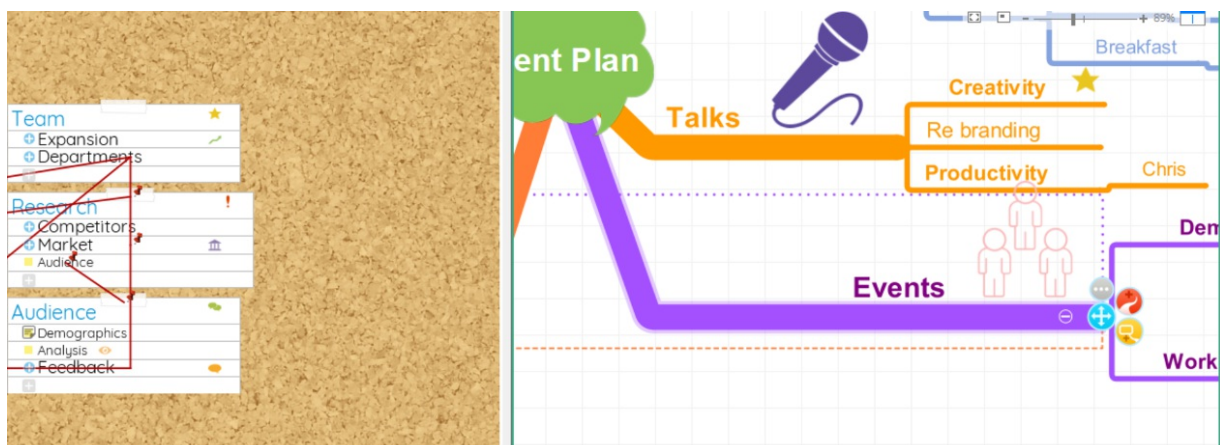 Team
Expansion
Departments
Research
Competitors
Market
Audience
Audience
Demographics
Analysis
Feedback
ent Plan
Talks
Creativity
Re branding
Productivity
Chris
Events
89%
Breakfast
Dem
Work